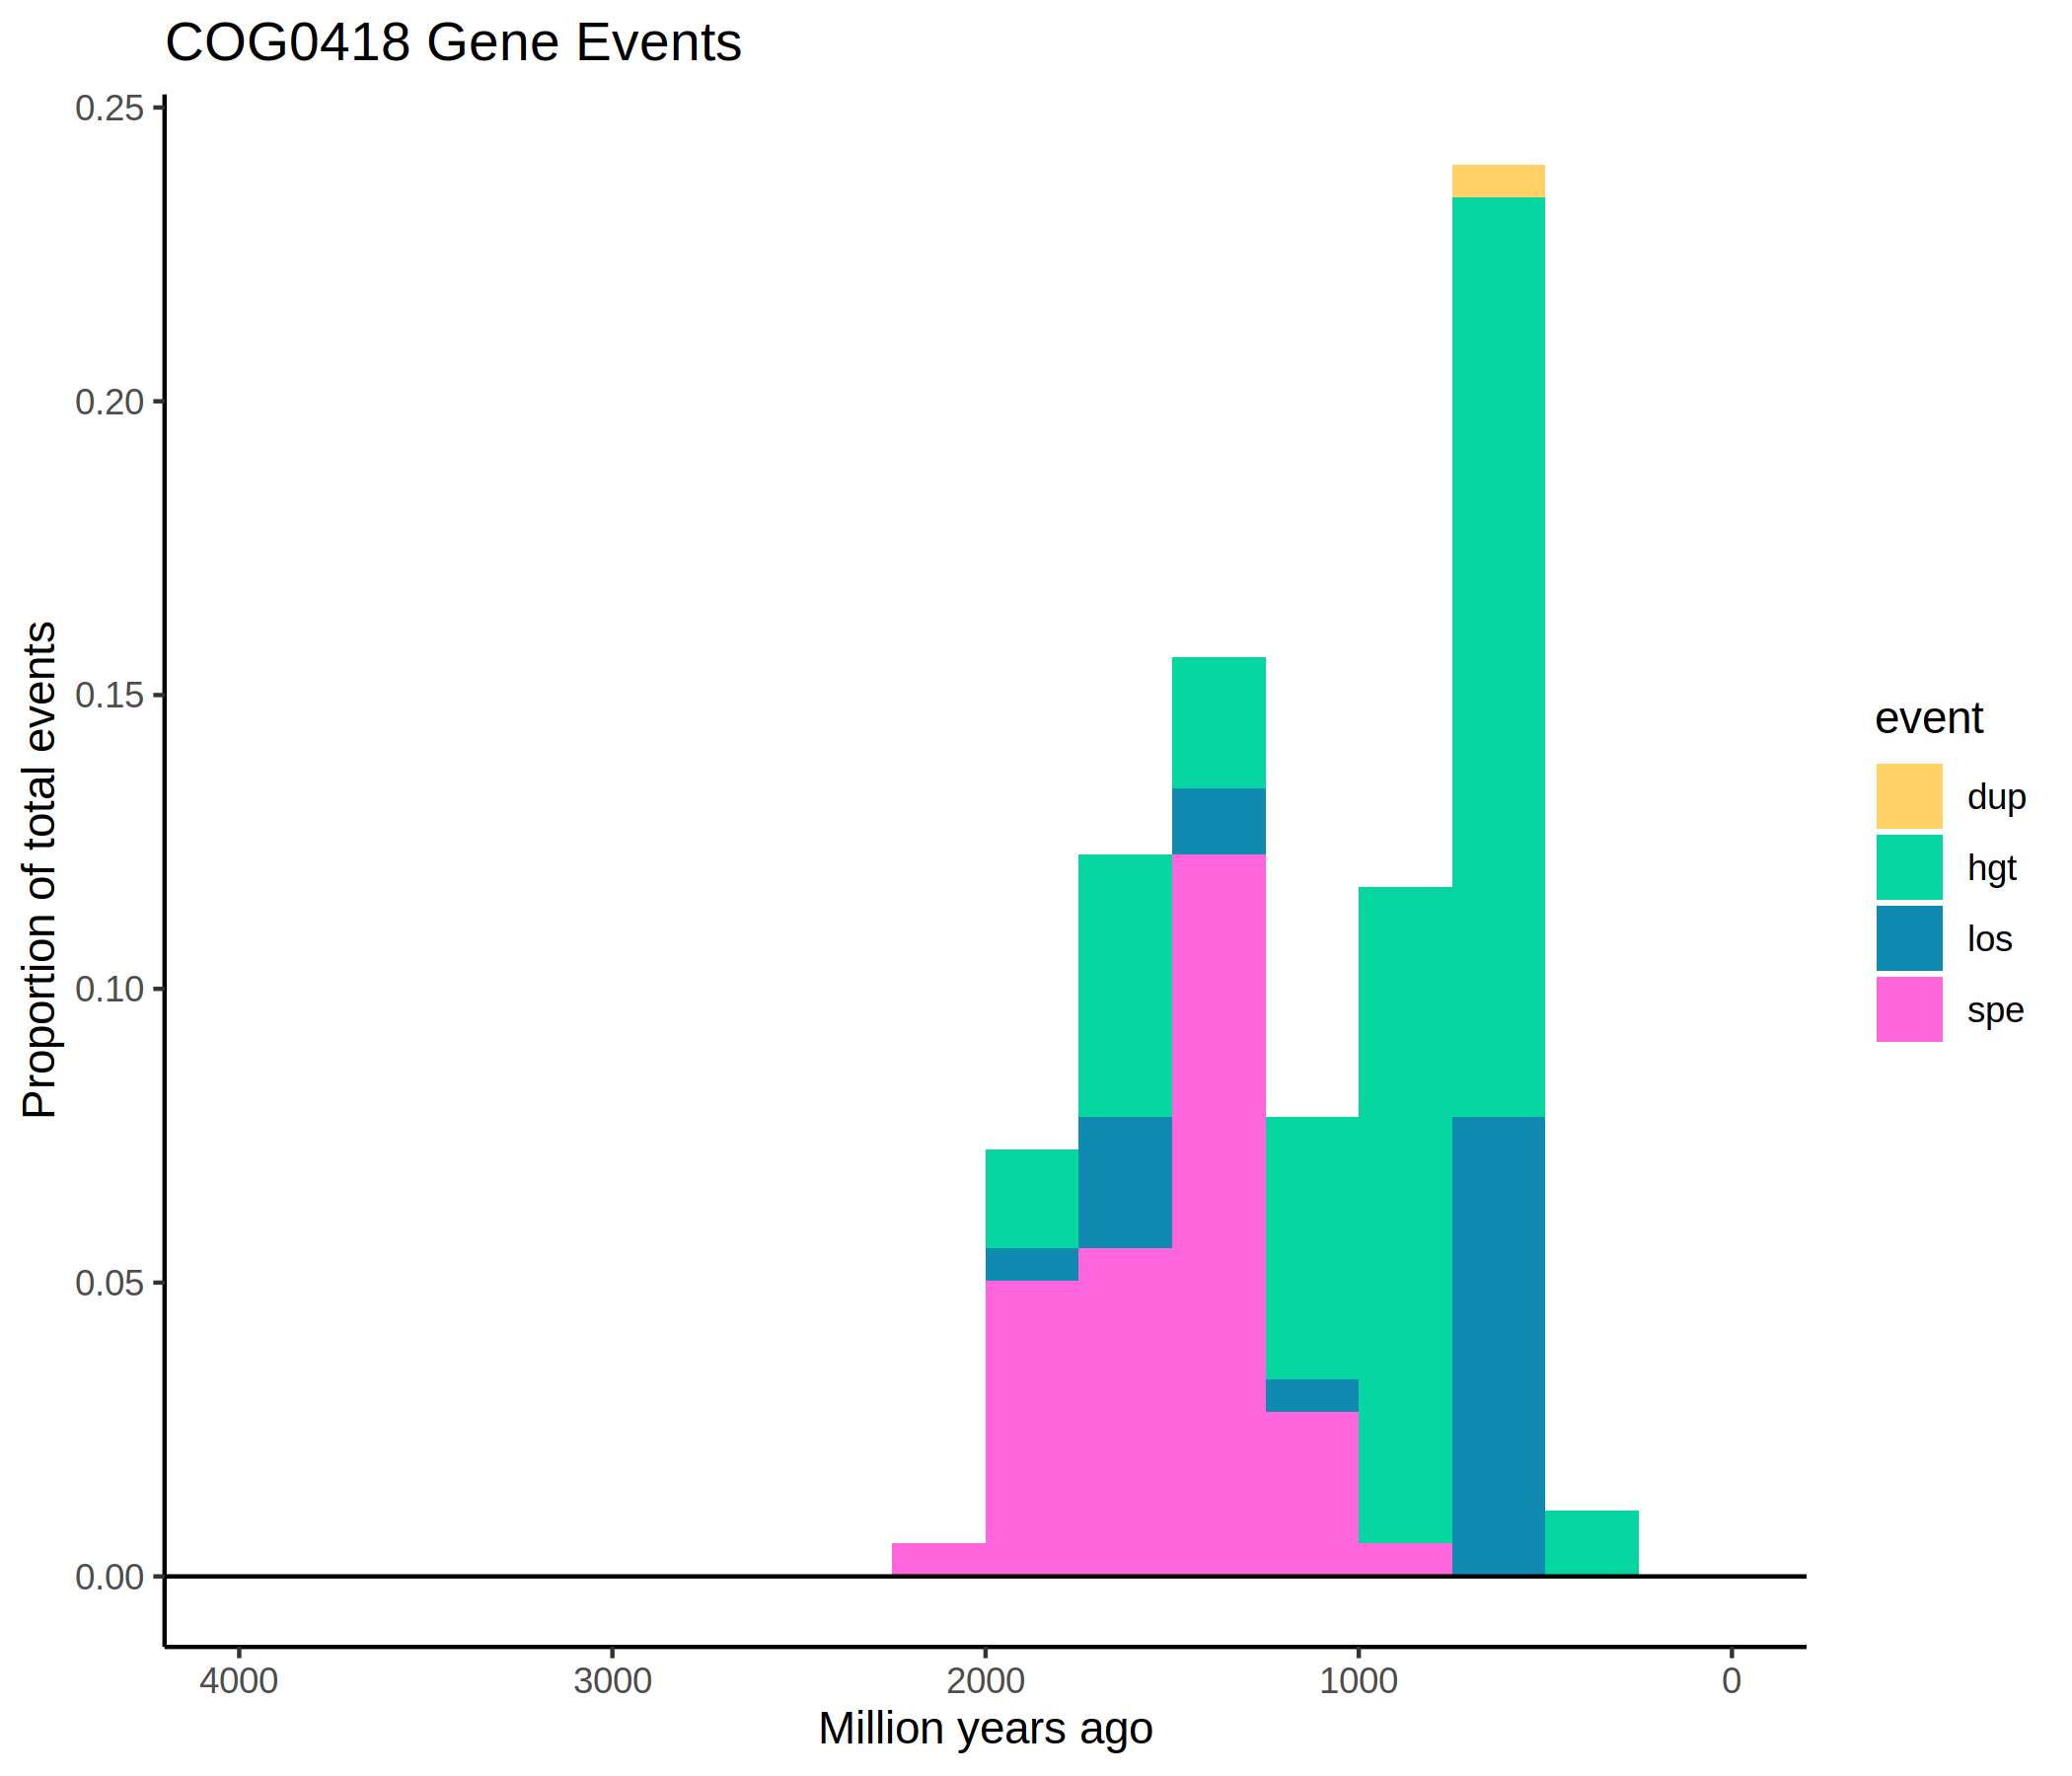 COG0418 Gene Events
0.25
0.20
0.15
0.10
0.05
0.00
Proportion of total events
4000 3000 2000 1000 0
Million years ago
event
dup
hgt
los
spe